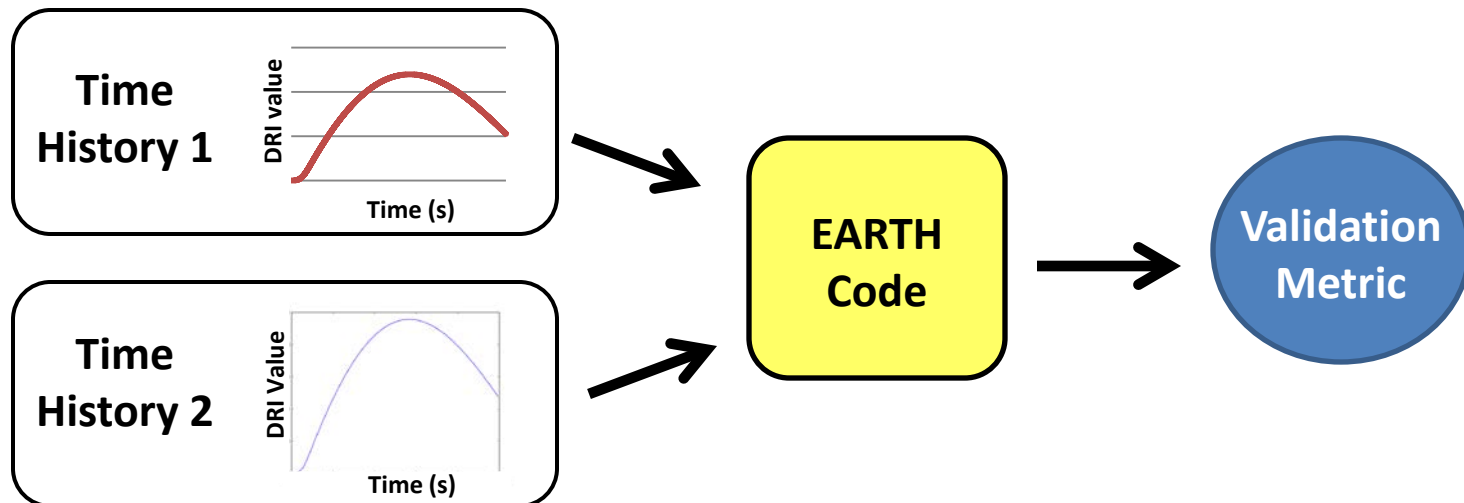 Time
History 1
DRI value
Time (s)
Time
History 2
DRI Value
Time (s)
EARTH
Code
Validation
Metric